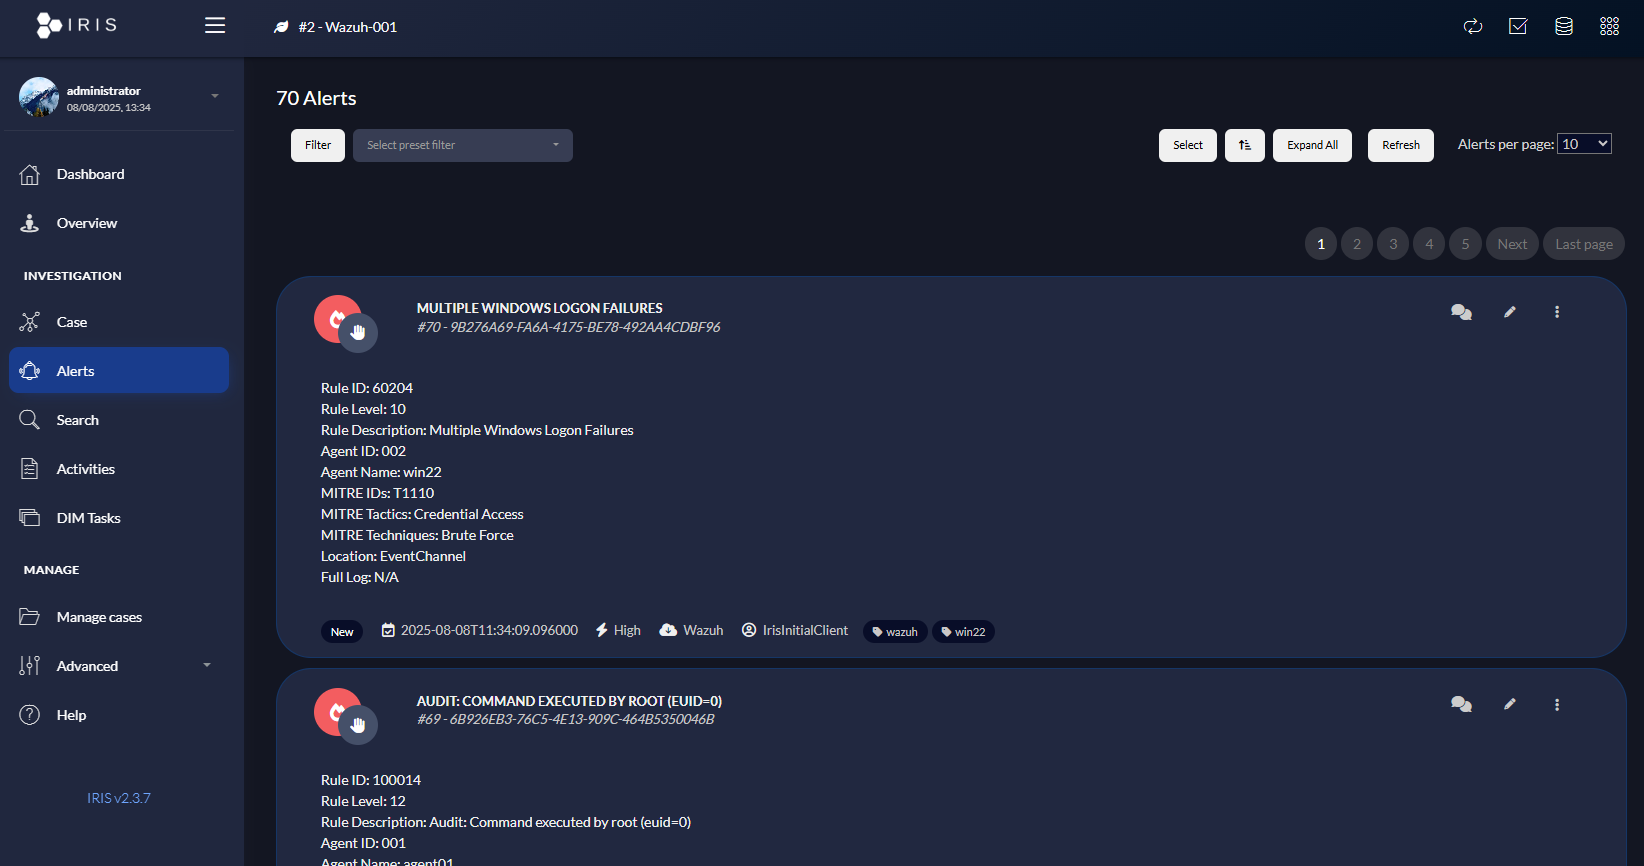 IRIS
#2 - Wazuh-001
administrator
08/08/2025, 13:34
Dashboard
Overview
INVESTIGATION
Case
Alerts
Search
Activities
DIM Tasks
MANAGE
Manage cases
Advanced
Help
IRIS v2.3.7
70 Alerts
Filter
Select preset filter
Select
Expand All
Refresh
Alerts per page: 10
1 2 3 4 5 Next Last page
MULTIPLE WINDOWS LOGON FAILURES
#70 - 9B276A69-FA6A-4175-BE78-492AA4CDBF96
Rule ID: 60204
Rule Level: 10
Rule Description: Multiple Windows Logon Failures
Agent ID: 002
Agent Name: win22
MITRE IDs: T1110
MITRE Tactics: Credential Access
MITRE Techniques: Brute Force
Location: EventChannel
Full Log: N/A
New 2025-08-08T11:34:09.096000 High Wazuh IrisInitialClient wazuh win22
AUDIT: COMMAND EXECUTED BY ROOT (EUID=0)
#69 - 6B926EB3-76C5-4E13-909C-464B5350046B
Rule ID: 100014
Rule Level: 12
Rule Description: Audit: Command executed by root (euid=0)
Agent ID: 001
Agent Name: agent01